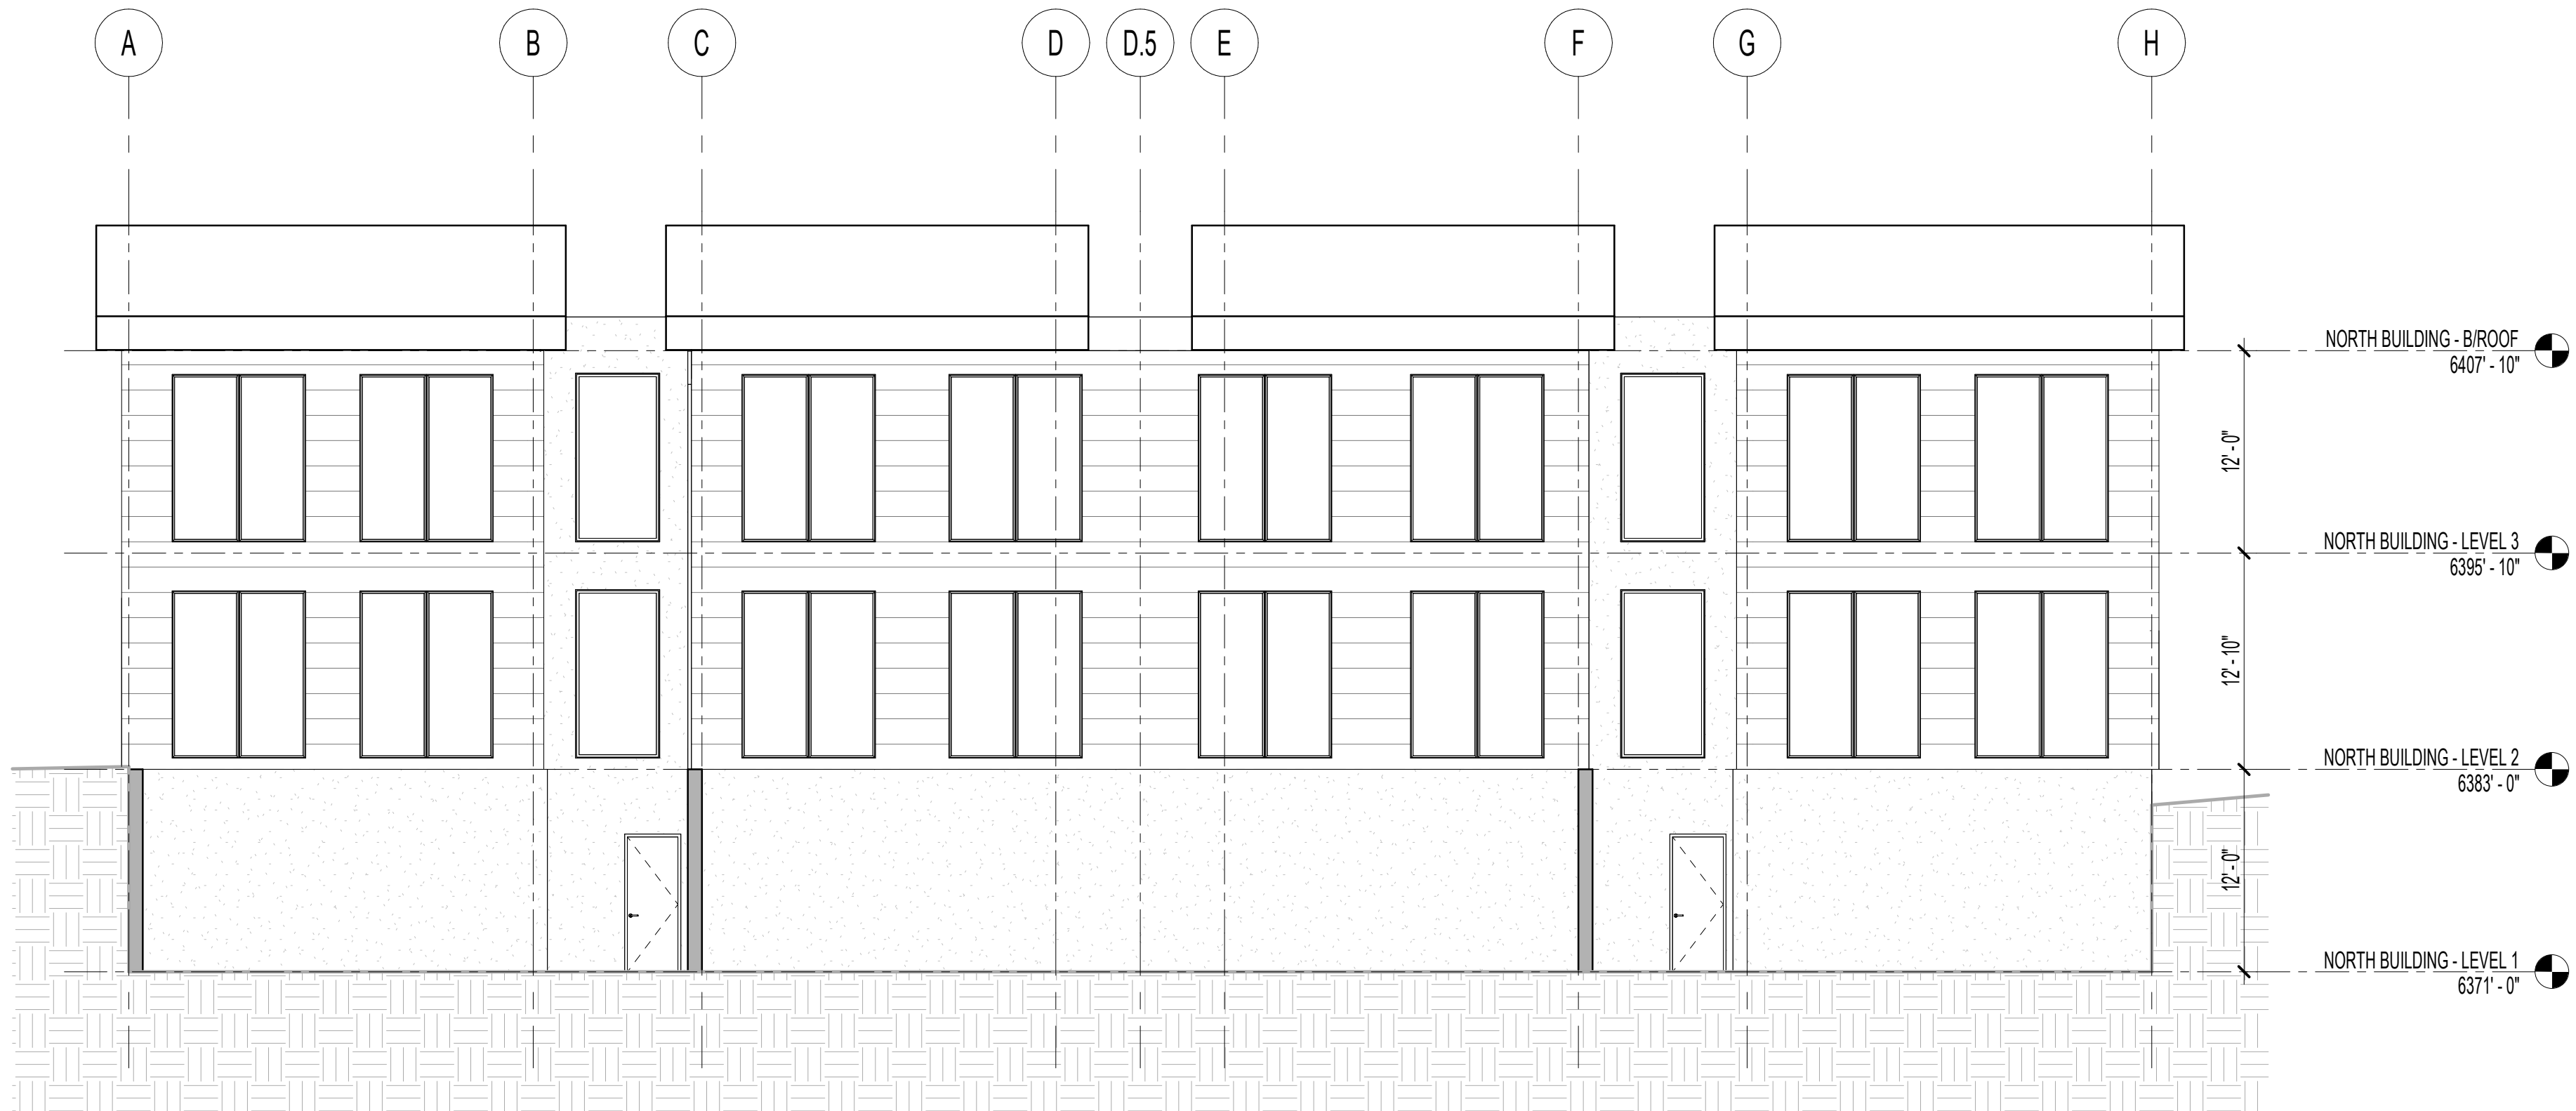 A
B
C
D
D.5
E
F
G
H
NORTH BUILDING - B/ROOF
6407' - 10"
12' - 0"
NORTH BUILDING - LEVEL 3
6395' - 10"
12' - 10"
NORTH BUILDING - LEVEL 2
6383' - 0"
12' - 0"
NORTH BUILDING - LEVEL 1
6371' - 0"